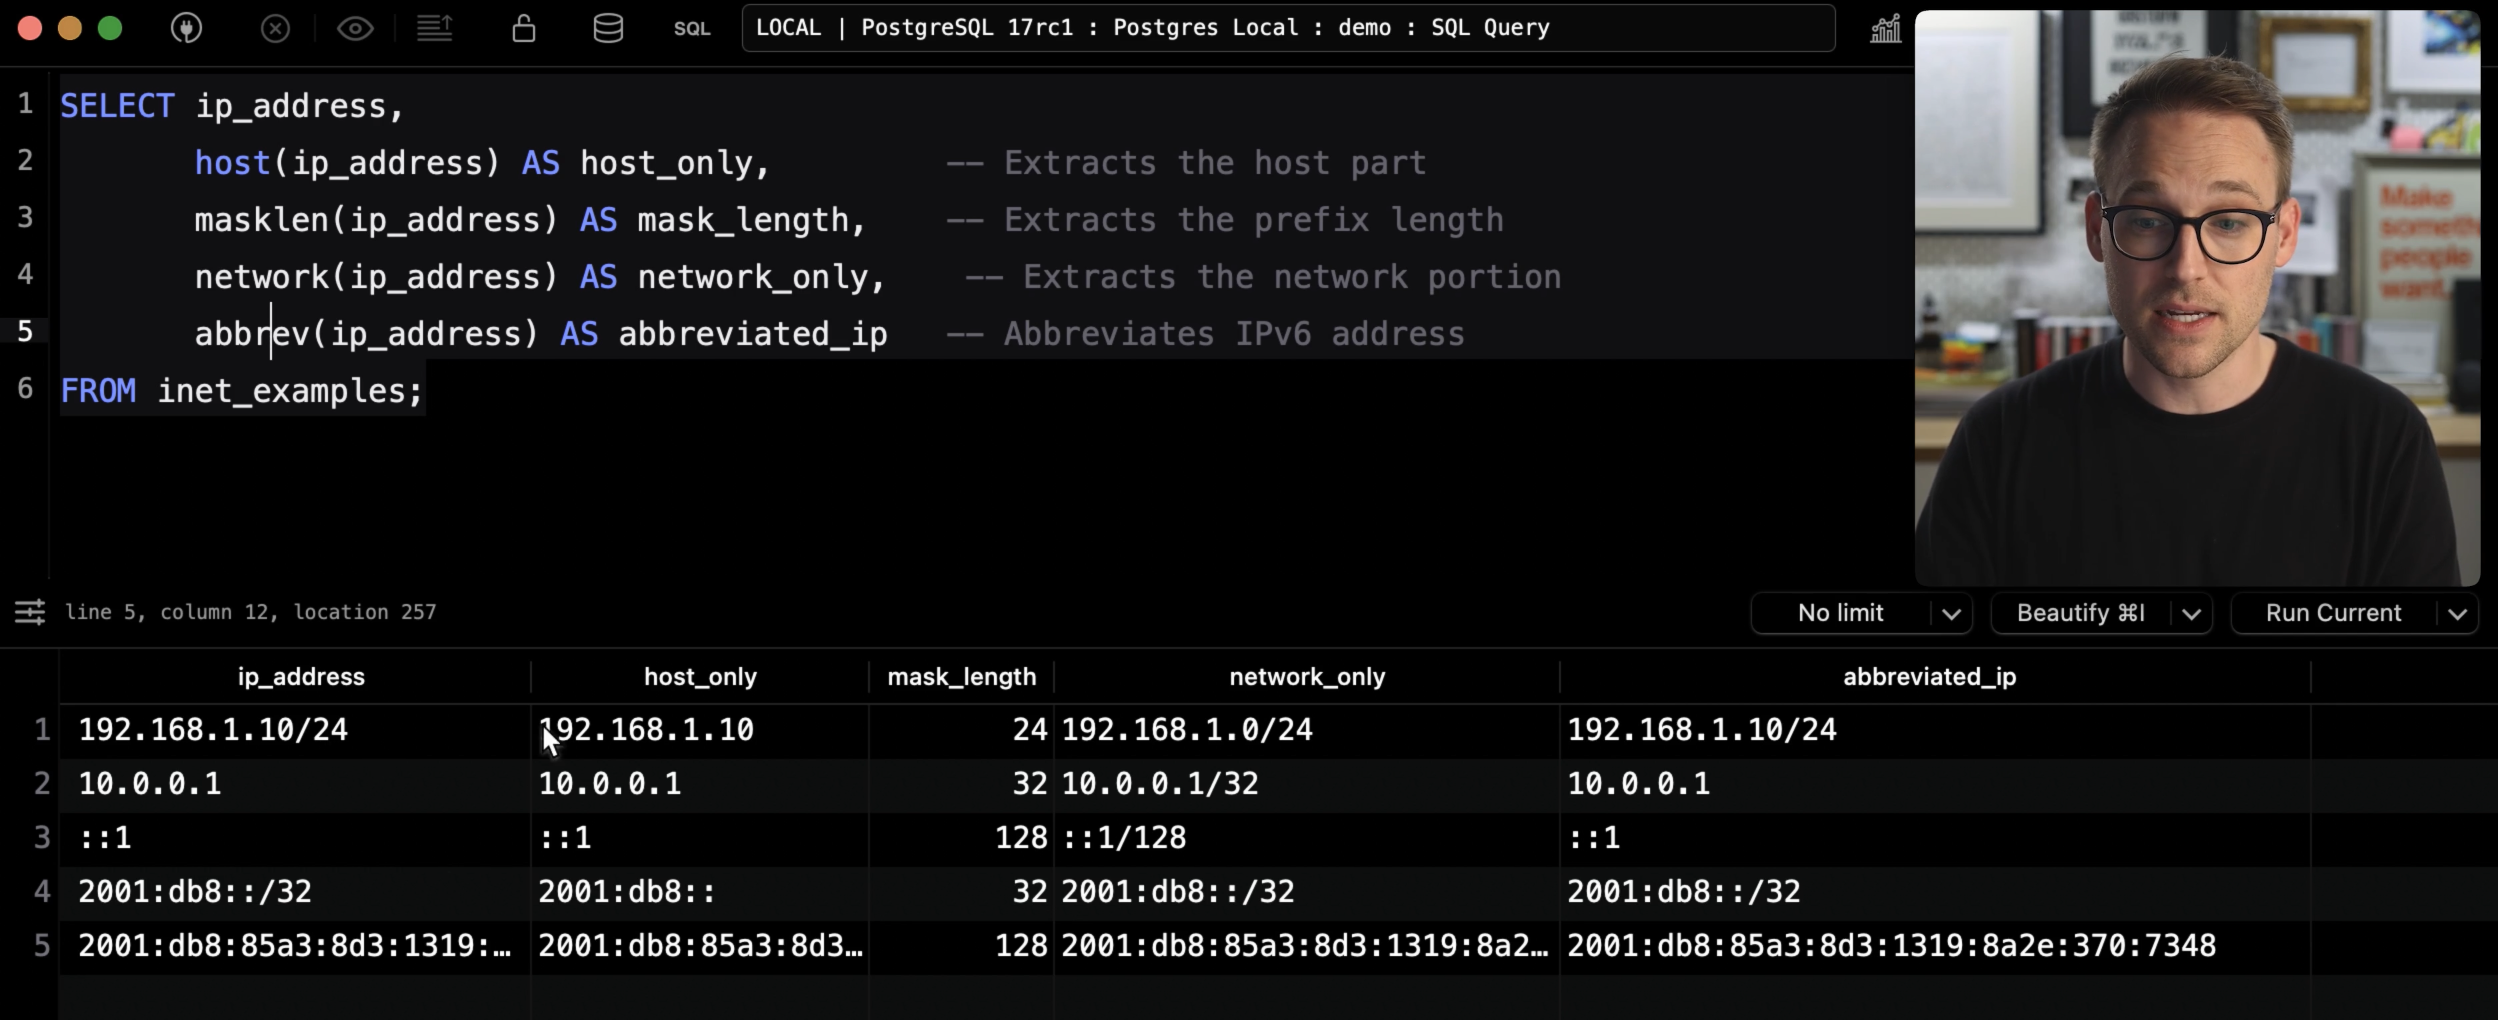 SQL
LOCAL | PostgreSQL 17rc1 : Postgres Local : demo : SQL Query
1 SELECT ip_address,
2 host(ip_address) AS host_only, -- Extracts the host part
3 masklen(ip_address) AS mask_length, -- Extracts the prefix length
4 network(ip_address) AS network_only, -- Extracts the network portion
5 abbrev(ip_address) AS abbreviated_ip -- Abbreviates IPv6 address
6 FROM inet_examples;
Make
people
want
line 5, column 12, location 257
No limit
Beautify ⌘I
Run Current
ip_address host_only mask_length network_only abbreviated_ip
1 192.168.1.10/24 192.168.1.10 24 192.168.1.0/24 192.168.1.10/24
2 10.0.0.1 10.0.0.1 32 10.0.0.1/32 10.0.0.1
3 ::1 ::1 128 ::1/128 ::1
4 2001:db8::/32 2001:db8:: 32 2001:db8::/32 2001:db8::/32
5 2001:db8:85a3:8d3:1319:… 2001:db8:85a3:8d3… 128 2001:db8:85a3:8d3:1319:8a2… 2001:db8:85a3:8d3:1319:8a2e:370:7348